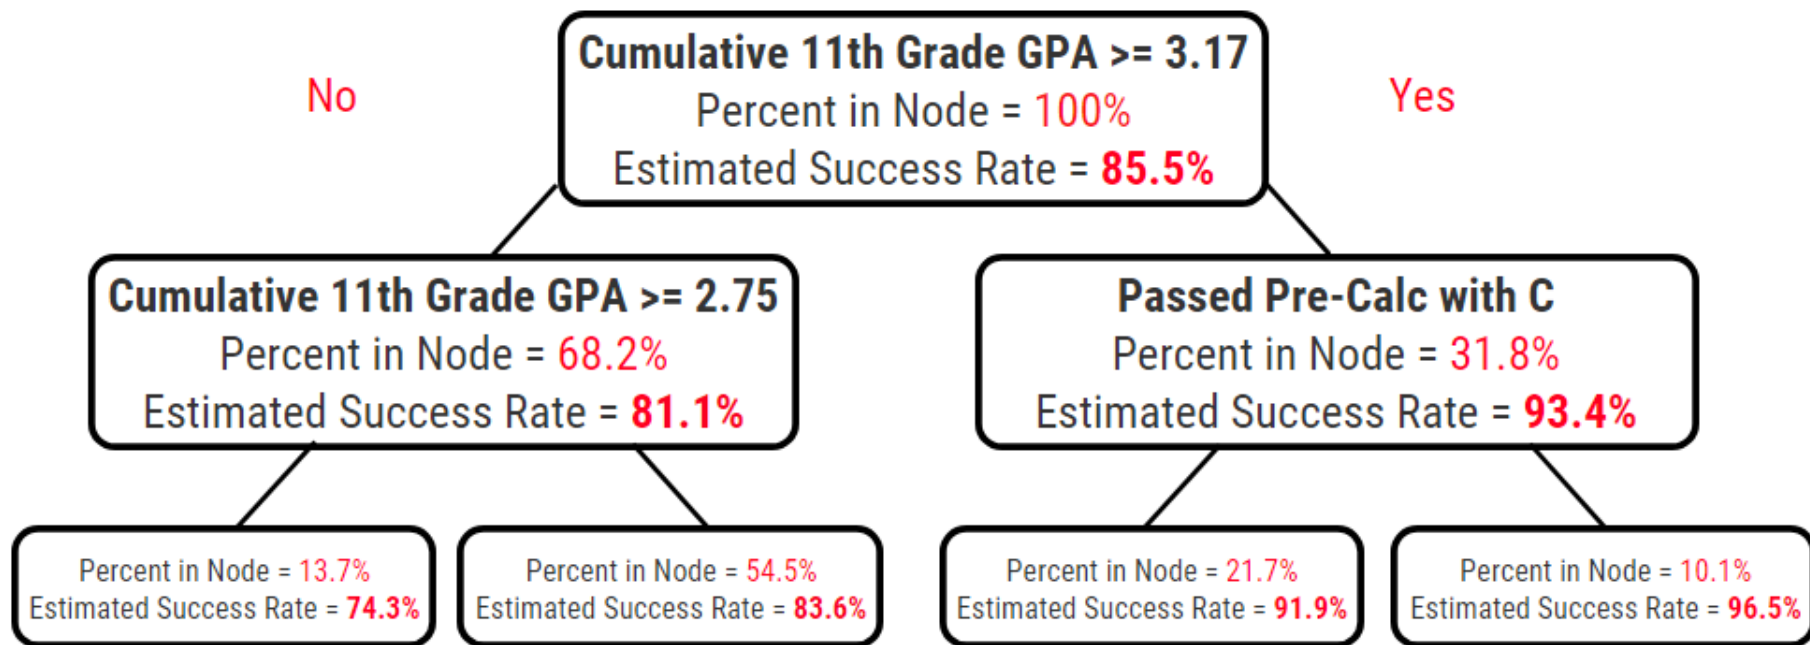 Cumulative 11th Grade GPA >= 3.17
Percent in Node = 100%
Estimated Success Rate = 85.5%
No
Yes
Cumulative 11th Grade GPA >= 2.75
Percent in Node = 68.2%
Estimated Success Rate = 81.1%
Passed Pre-Calc with C
Percent in Node = 31.8%
Estimated Success Rate = 93.4%
Percent in Node = 13.7%
Estimated Success Rate = 74.3%
Percent in Node = 54.5%
Estimated Success Rate = 83.6%
Percent in Node = 21.7%
Estimated Success Rate = 91.9%
Percent in Node = 10.1%
Estimated Success Rate = 96.5%